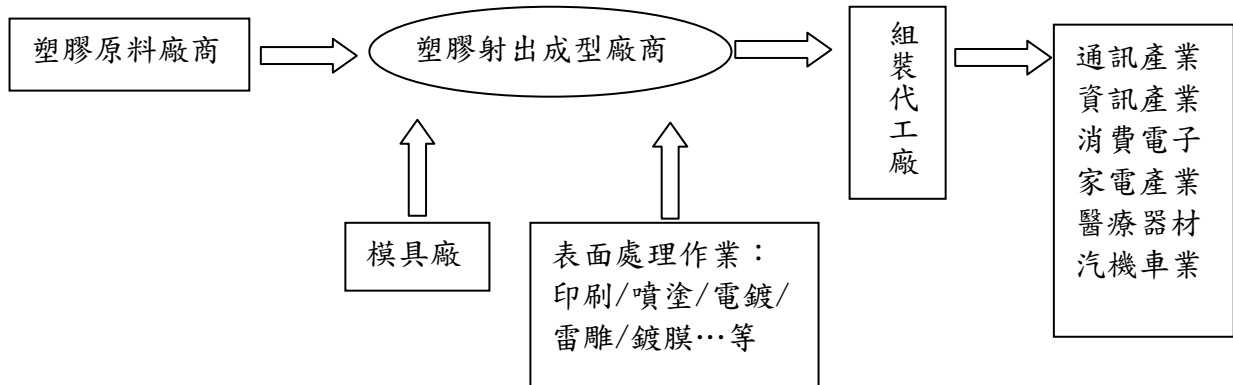 塑膠原料廠商
塑膠射出成型廠商
組裝代工廠
通訊產業
資訊產業
消費電子
家電產業
醫療器材
汽機車業
模具廠
表面處理作業：
印刷/噴塗/電鍍/
雷雕/鍍膜…等